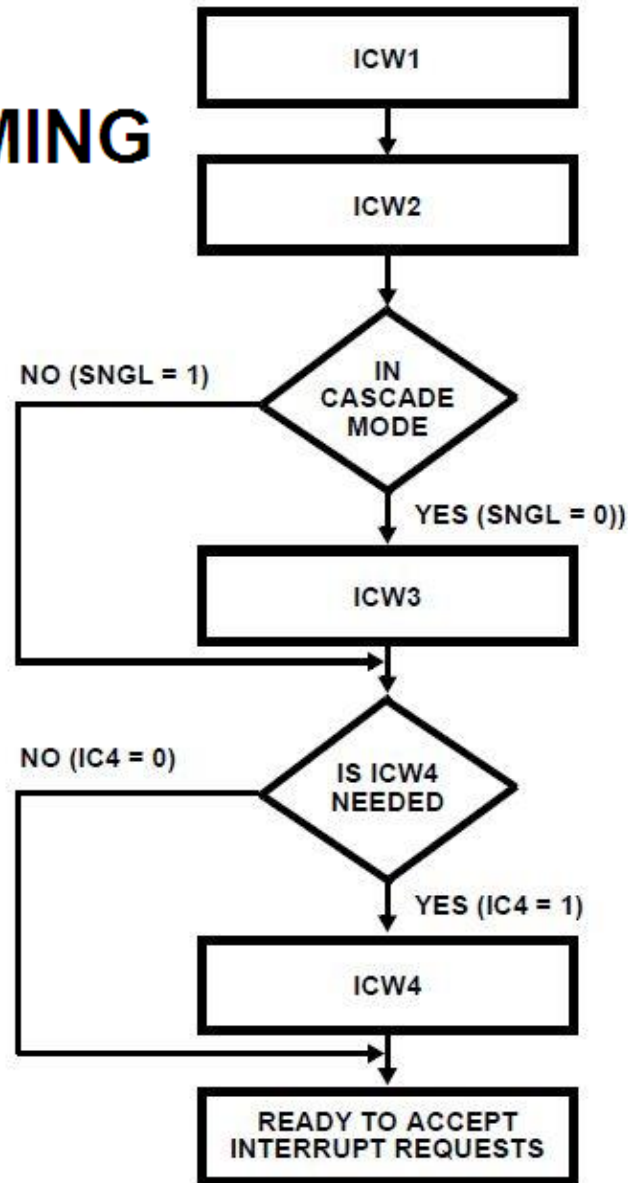 ICW1
MING
ICW2
IN
CASCADE
MODE
NO (SNGL = 1)
YES (SNGL = 0))
ICW3
IS ICW4
NEEDED
NO (IC4 = 0)
YES (IC4 = 1)
ICW4
READY TO ACCEPT
INTERRUPT REQUESTS